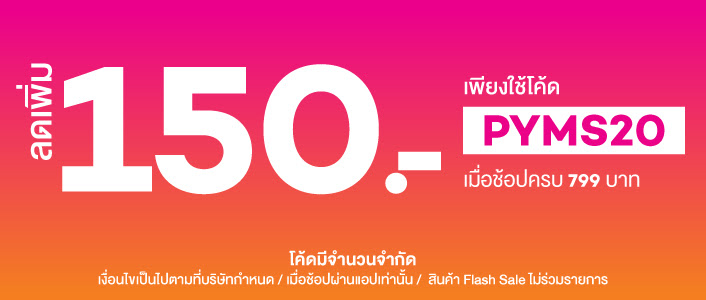 ลดเพิ่ม
150.-
เพียงใช้โค้ด
PYMS20
เมื่อช้อปครบ 799 บาท
โค้ดมีจำนวนจำกัด
เงื่อนไขเป็นไปตามที่บริษัทกำหนด / เมื่อช้อปผ่านแอปเท่านั้น / สินค้า Flash Sale ไม่ร่วมรายการ